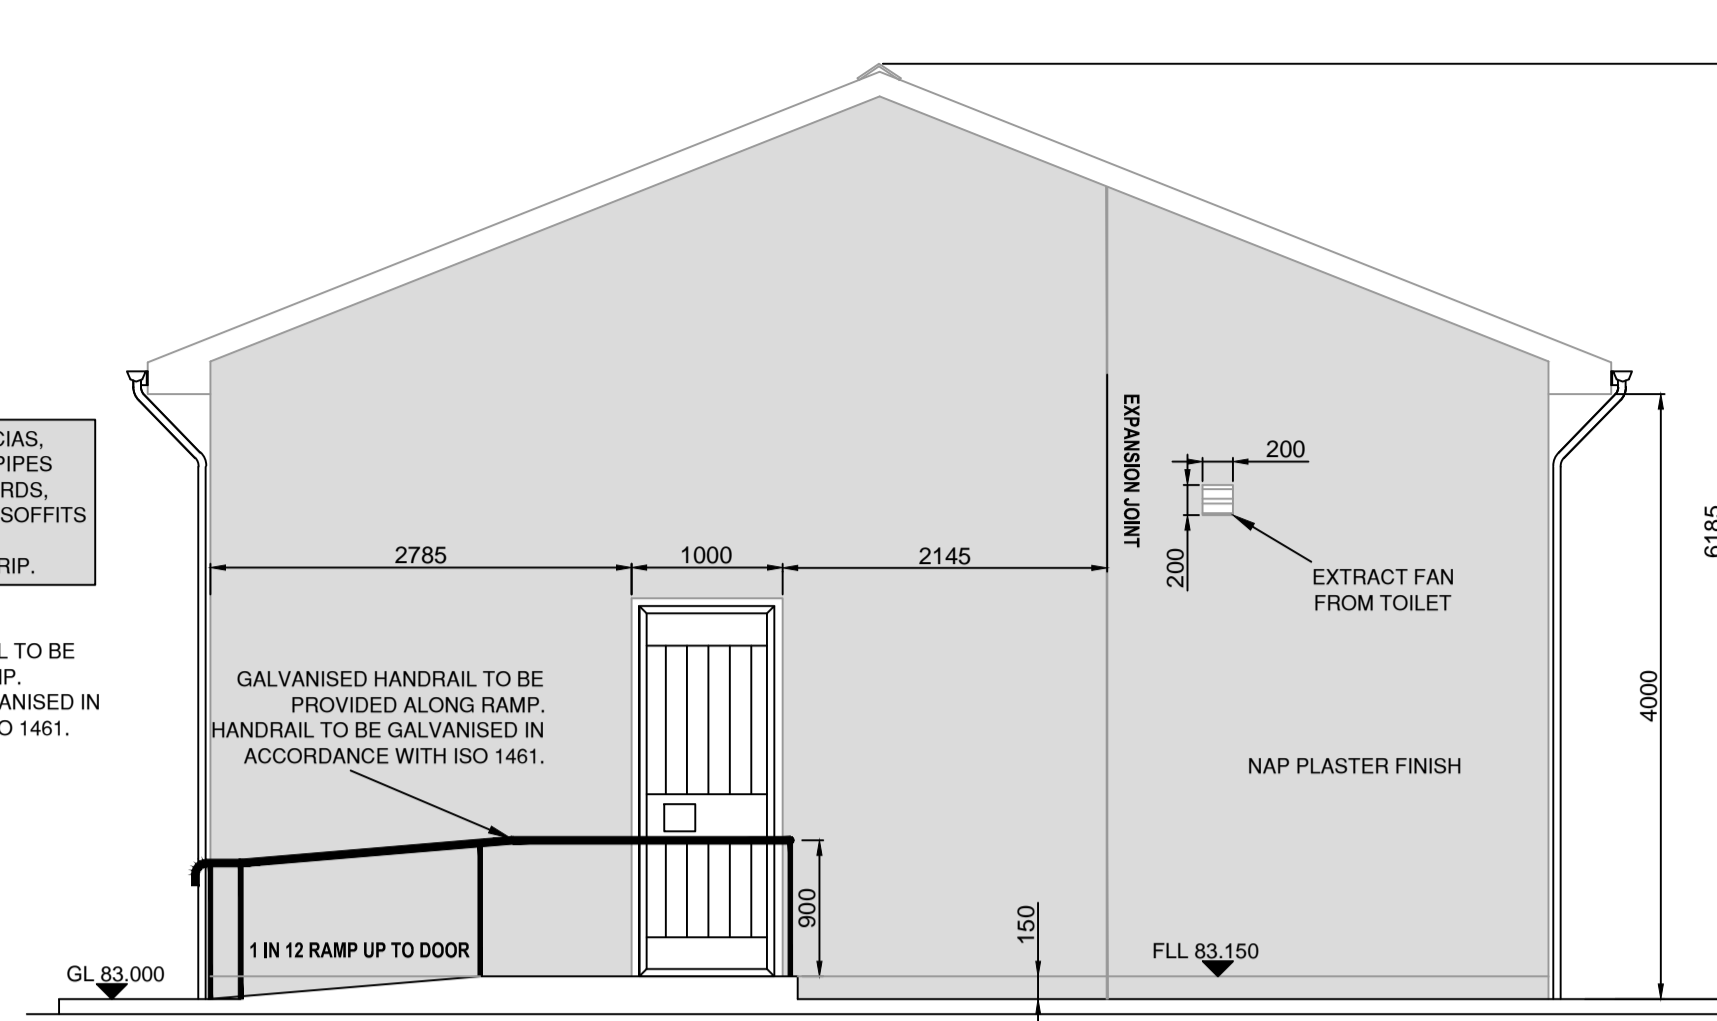 CIAS,
PIPES
RDS,
SOFFITS
RIP.
L TO BE
IP.
ANISED IN
O 1461.
GL 83.000
2785
1000
2145
GALVANISED HANDRAIL TO BE
PROVIDED ALONG RAMP.
HANDRAIL TO BE GALVANISED IN
ACCORDANCE WITH ISO 1461.
1 IN 12 RAMP UP TO DOOR
900
150
EXPANSION JOINT
200
200
EXTRACT FAN
FROM TOILET
NAP PLASTER FINISH
FLL 83.150
4000
6185